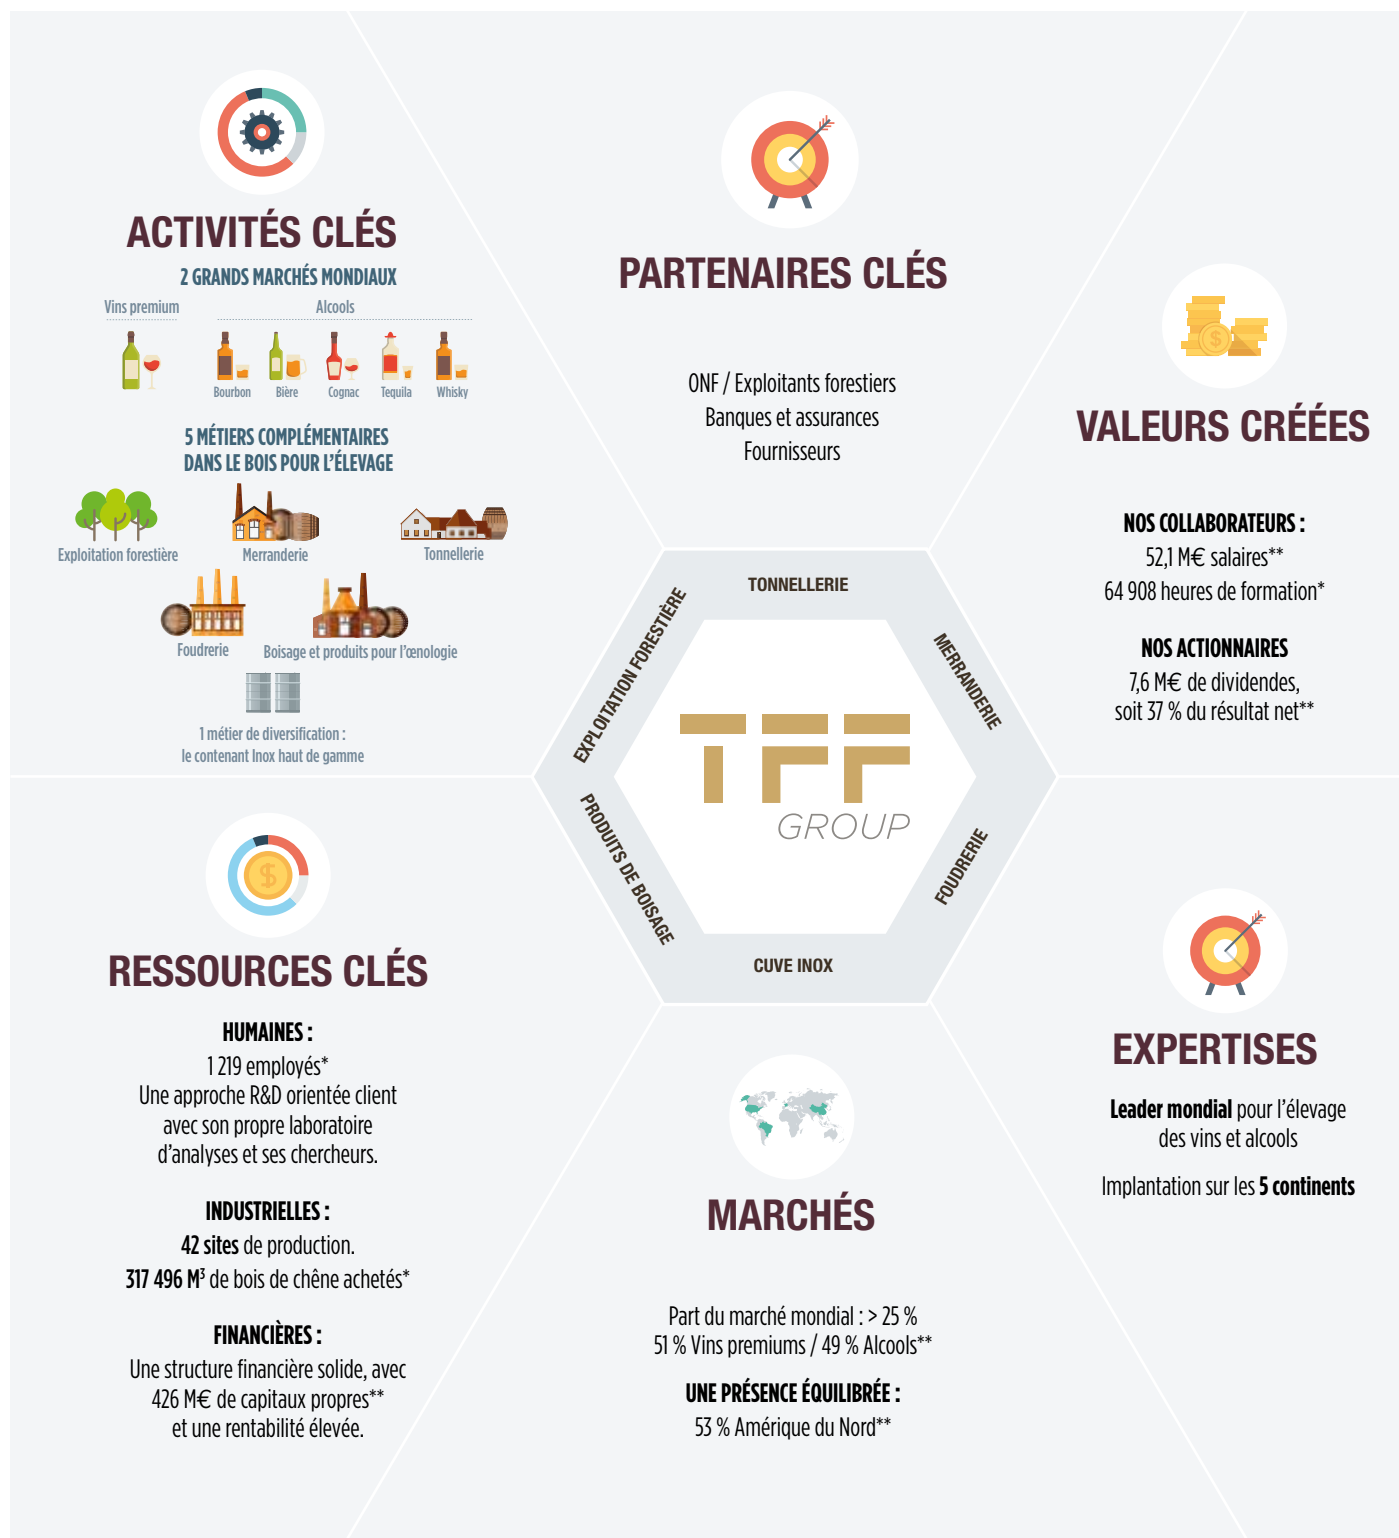 ACTIVITÉS CLÉS
2 GRANDS MARCHÉS MONDIAUX
Vins premium
Alcools
Bourbon
Bière
Cognac
Tequila
Whisky
5 MÉTIERS COMPLÉMENTAIRES
DANS LE BOIS POUR L'ÉLEVAGE
Exploitation forestière
Merranderie
Tonnellerie
Foudrerie
Boisage et produits pour l'œnologie
1 métier de diversification :
le contenant Inox haut de gamme
PARTENAIRES CLÉS
ONF / Exploitants forestiers
Banques et assurances
Fournisseurs
VALEURS CRÉÉES
NOS COLLABORATEURS :
52,1 M€ salaires**
64 908 heures de formation*
NOS ACTIONNAIRES
7,6 M€ de dividendes,
soit 37 % du résultat net**
TONNELLERIE
MERRANDERIE
FOUDRERIE
CUVE INOX
PRODUITS DE BOISAGE
EXPLOITATION FORESTIÈRE
TFF
GROUP
RESSOURCES CLÉS
HUMAINES :
1 219 employés*
Une approche R&D orientée client
avec son propre laboratoire
d'analyses et ses chercheurs.
INDUSTRIELLES :
42 sites de production.
317 496 M³ de bois de chêne achetés*
FINANCIÈRES :
Une structure financière solide, avec
426 M€ de capitaux propres**
et une rentabilité élevée.
MARCHÉS
Part du marché mondial : > 25 %
51 % Vins premiums / 49 % Alcools**
UNE PRÉSENCE ÉQUILIBRÉE :
53 % Amérique du Nord**
EXPERTISES
Leader mondial pour l'élevage
des vins et alcools
Implantation sur les 5 continents